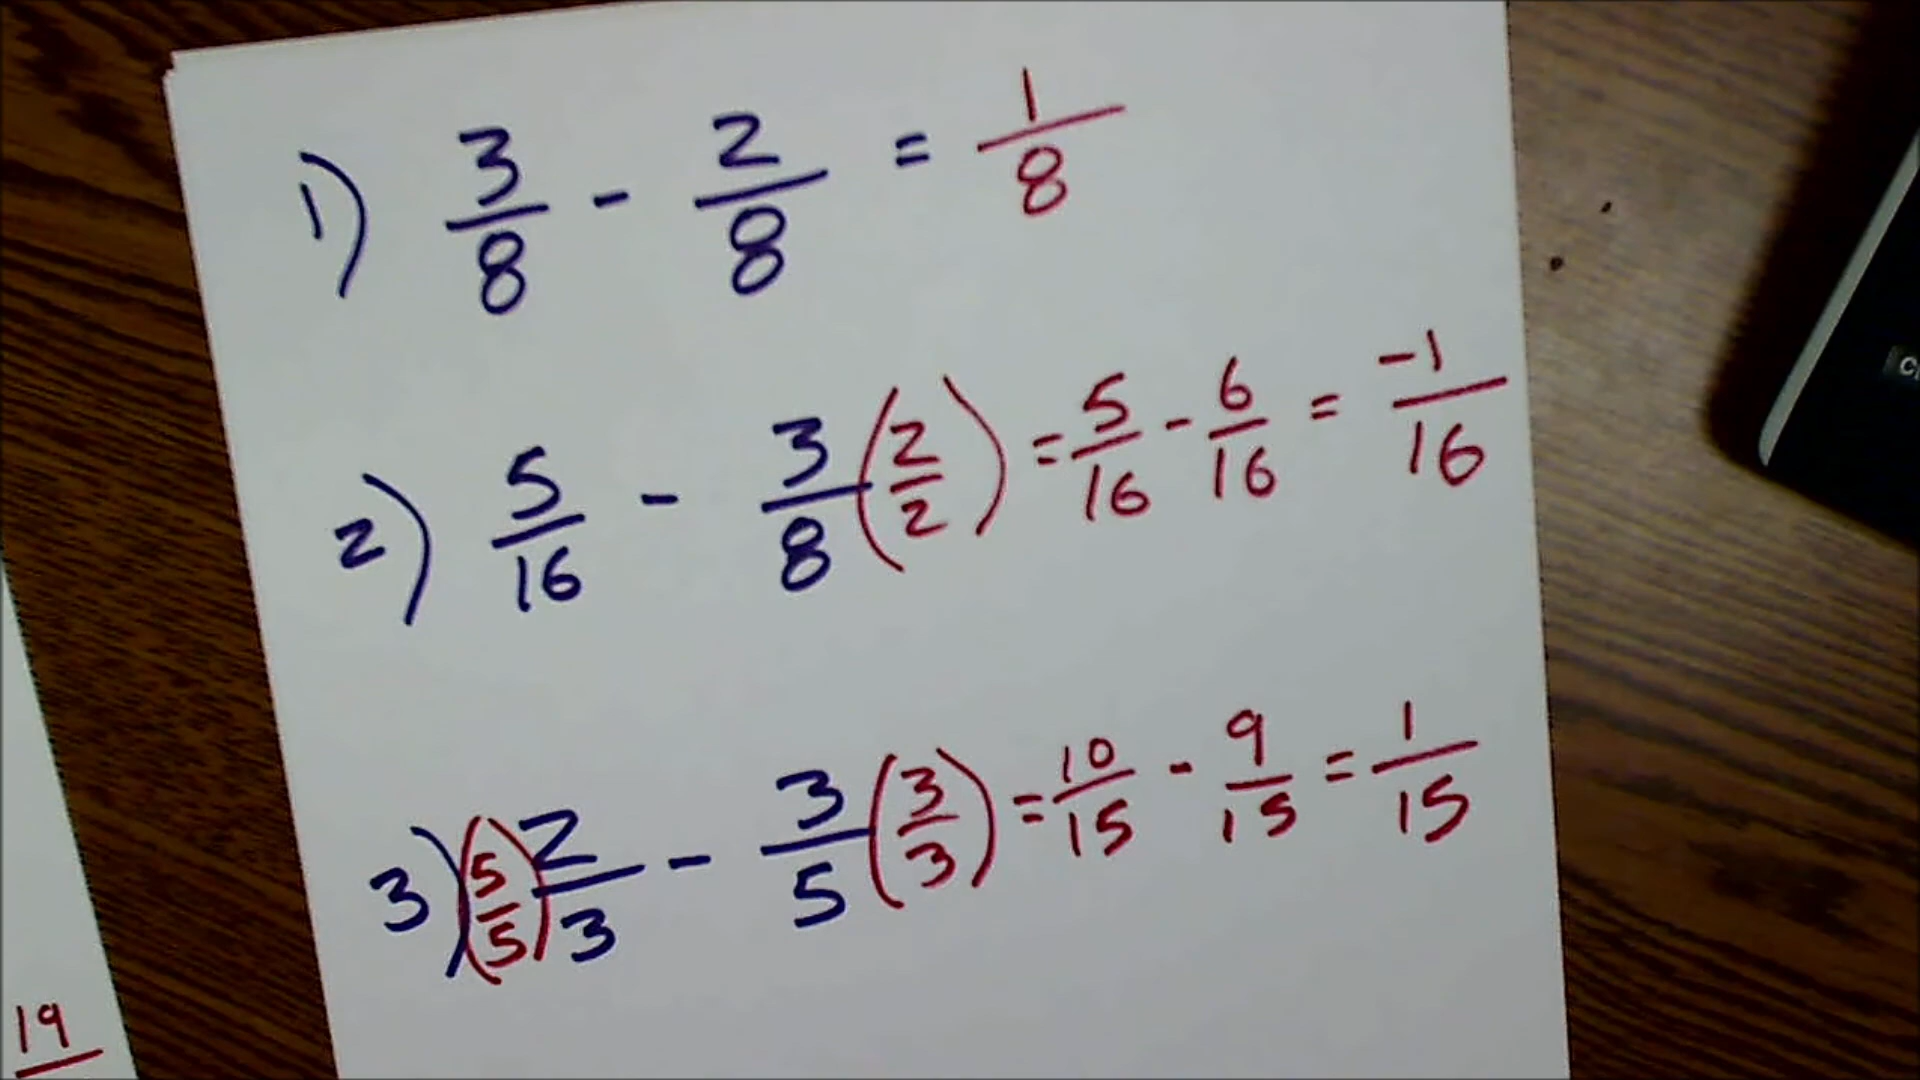 1) 3/8 - 2/8 = 1/8
2) 5/16 - 3/8 (2/2) = 5/16 - 6/16 = -1/16
3) (5/5) 2/3 - 3/5 (3/3) = 10/15 - 9/15 = 1/15
19